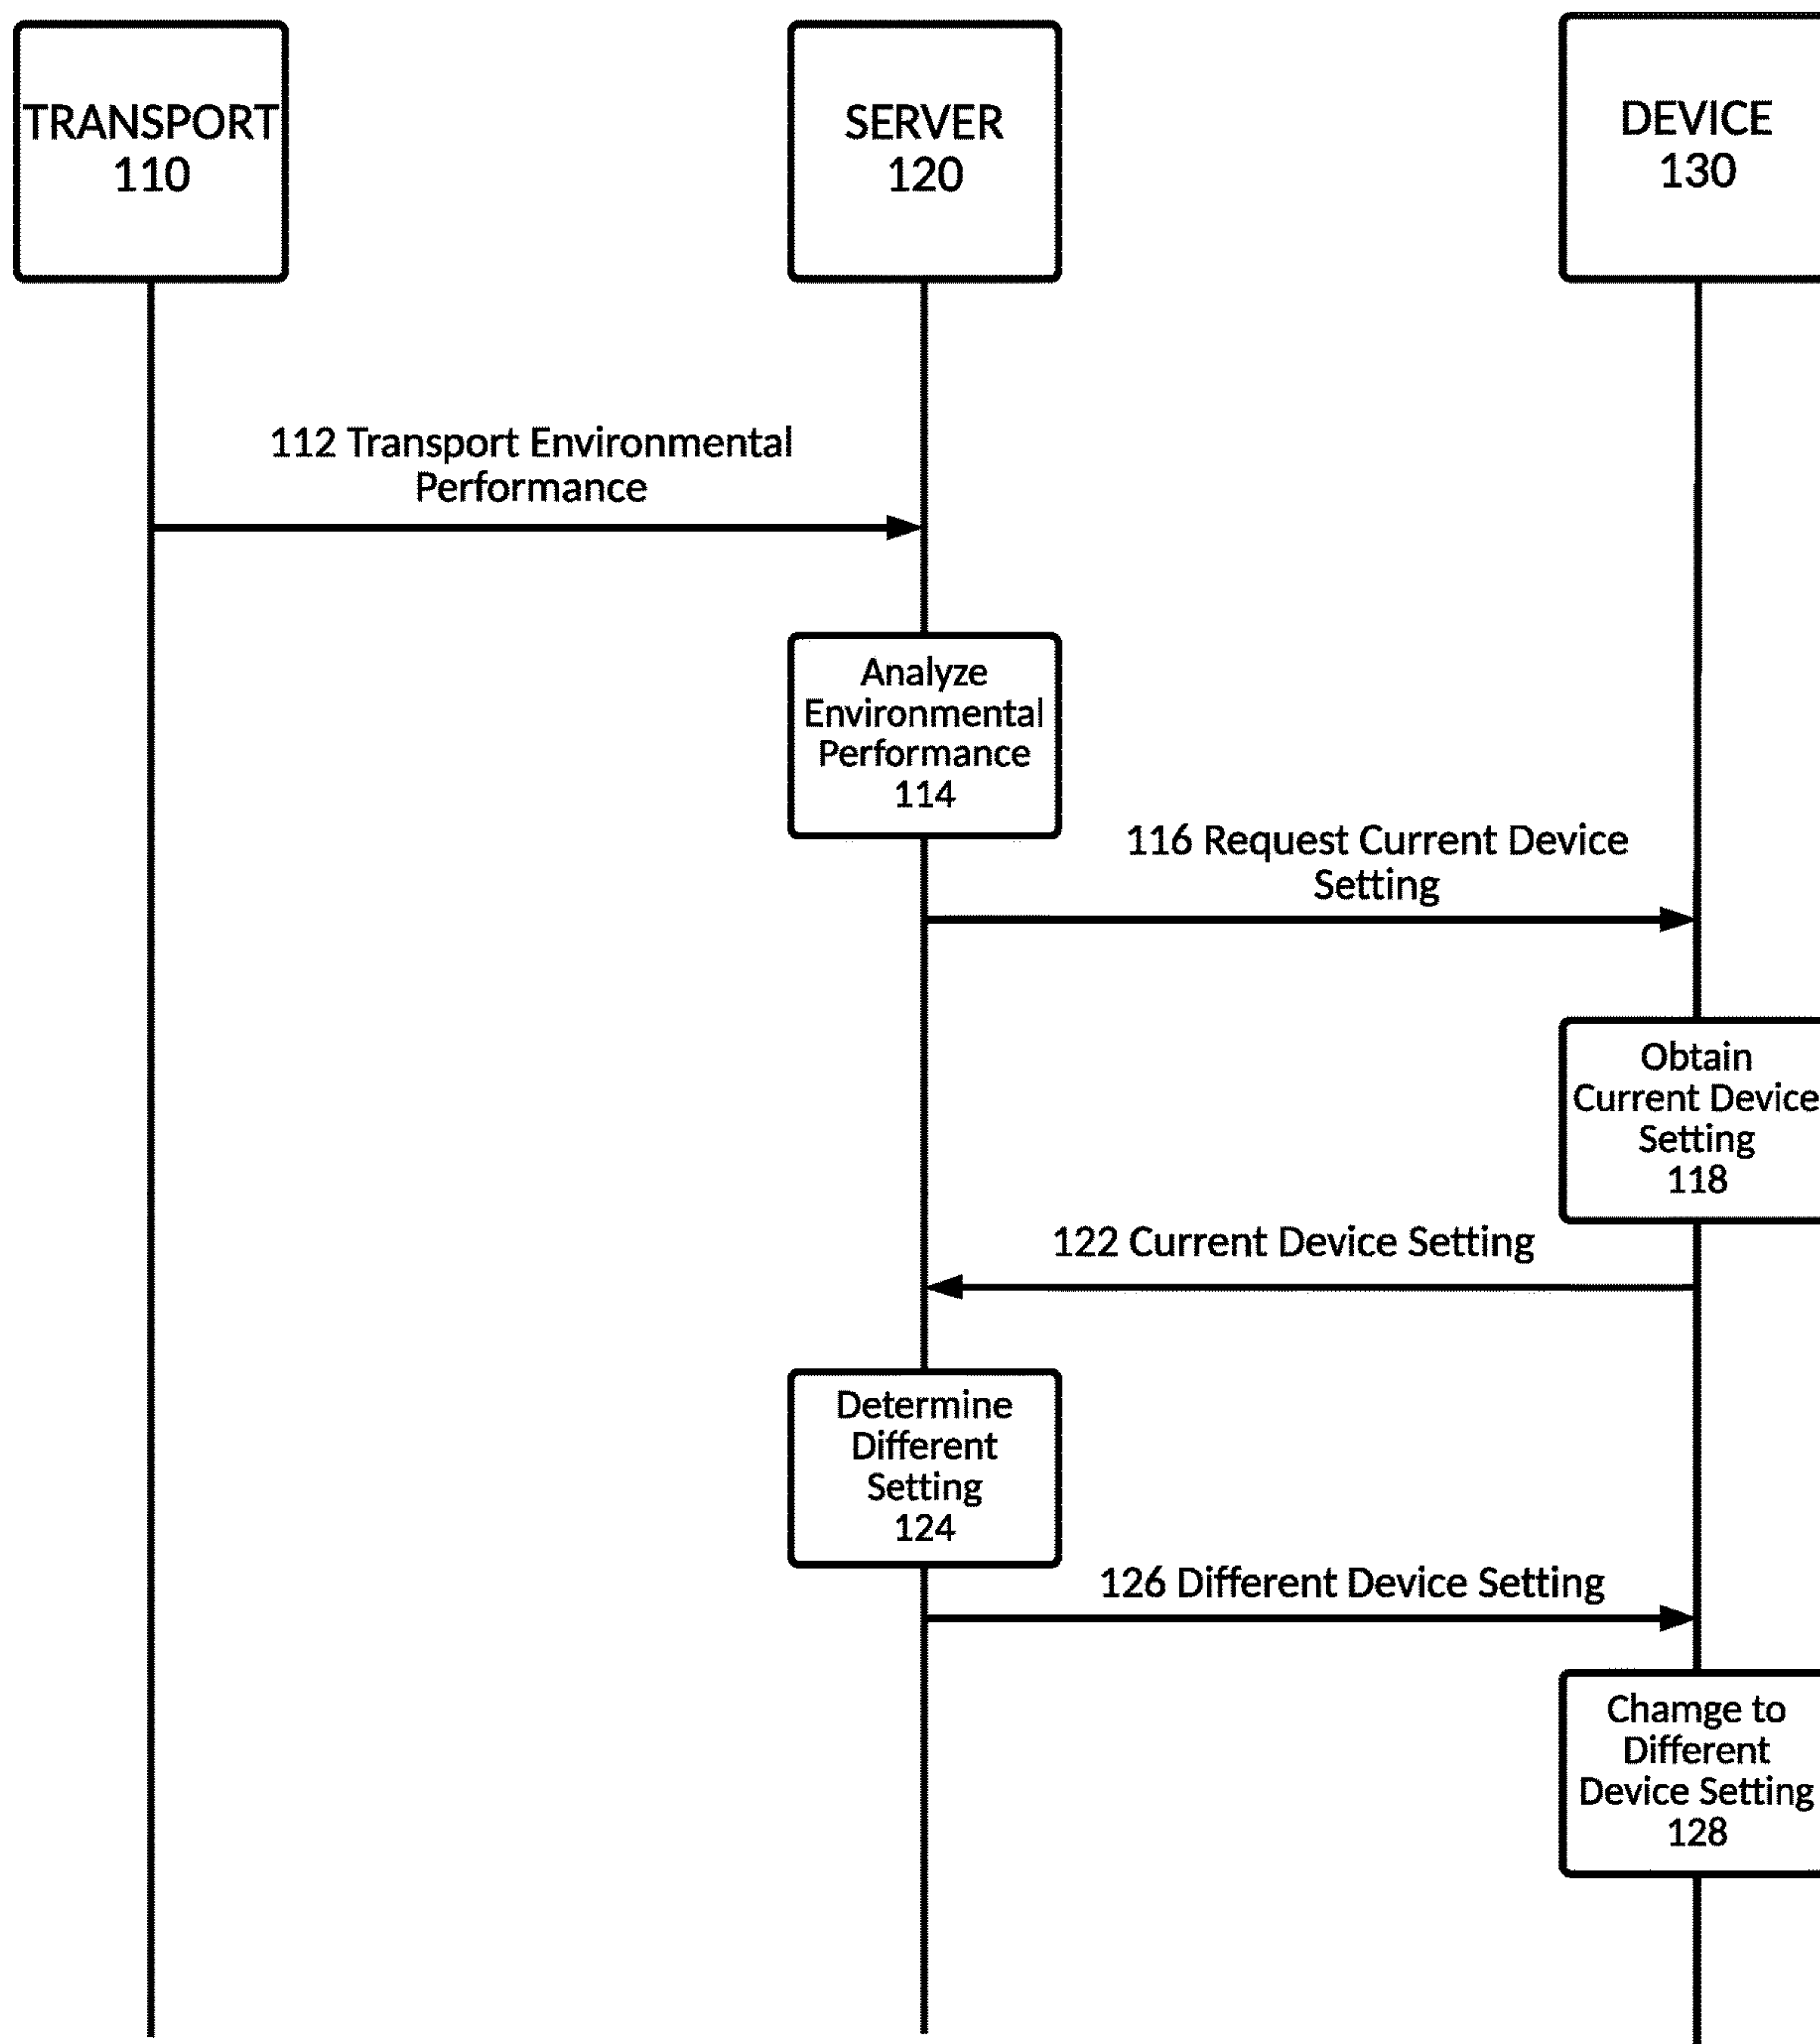 TRANSPORT
110
SERVER
120
DEVICE
130
112 Transport Environmental
Performance
Analyze
Environmental
Performance
114
116 Request Current Device
Setting
Obtain
Current Device
Setting
118
122 Current Device Setting
Determine
Different
Setting
124
126 Different Device Setting
Chamge to
Different
Device Setting
128